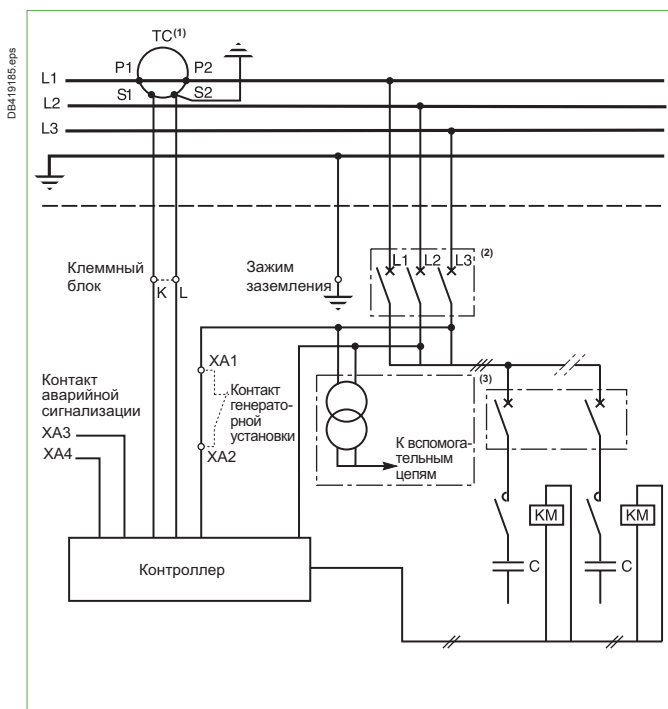 DB419185.eps
TC(1)
P1
P2
L1
S1
S2
L2
L3
(2)
L1
L2
L3
Клеммный
блок
Зажим
заземления
K
L
XA1
(3)
Контакт
аварийной
сигнализации
Контакт
генерато-
рной
установки
XA3
XA2
XA4
К вспомога-
тельным
цепям
KM
KM
C
C
Контроллер